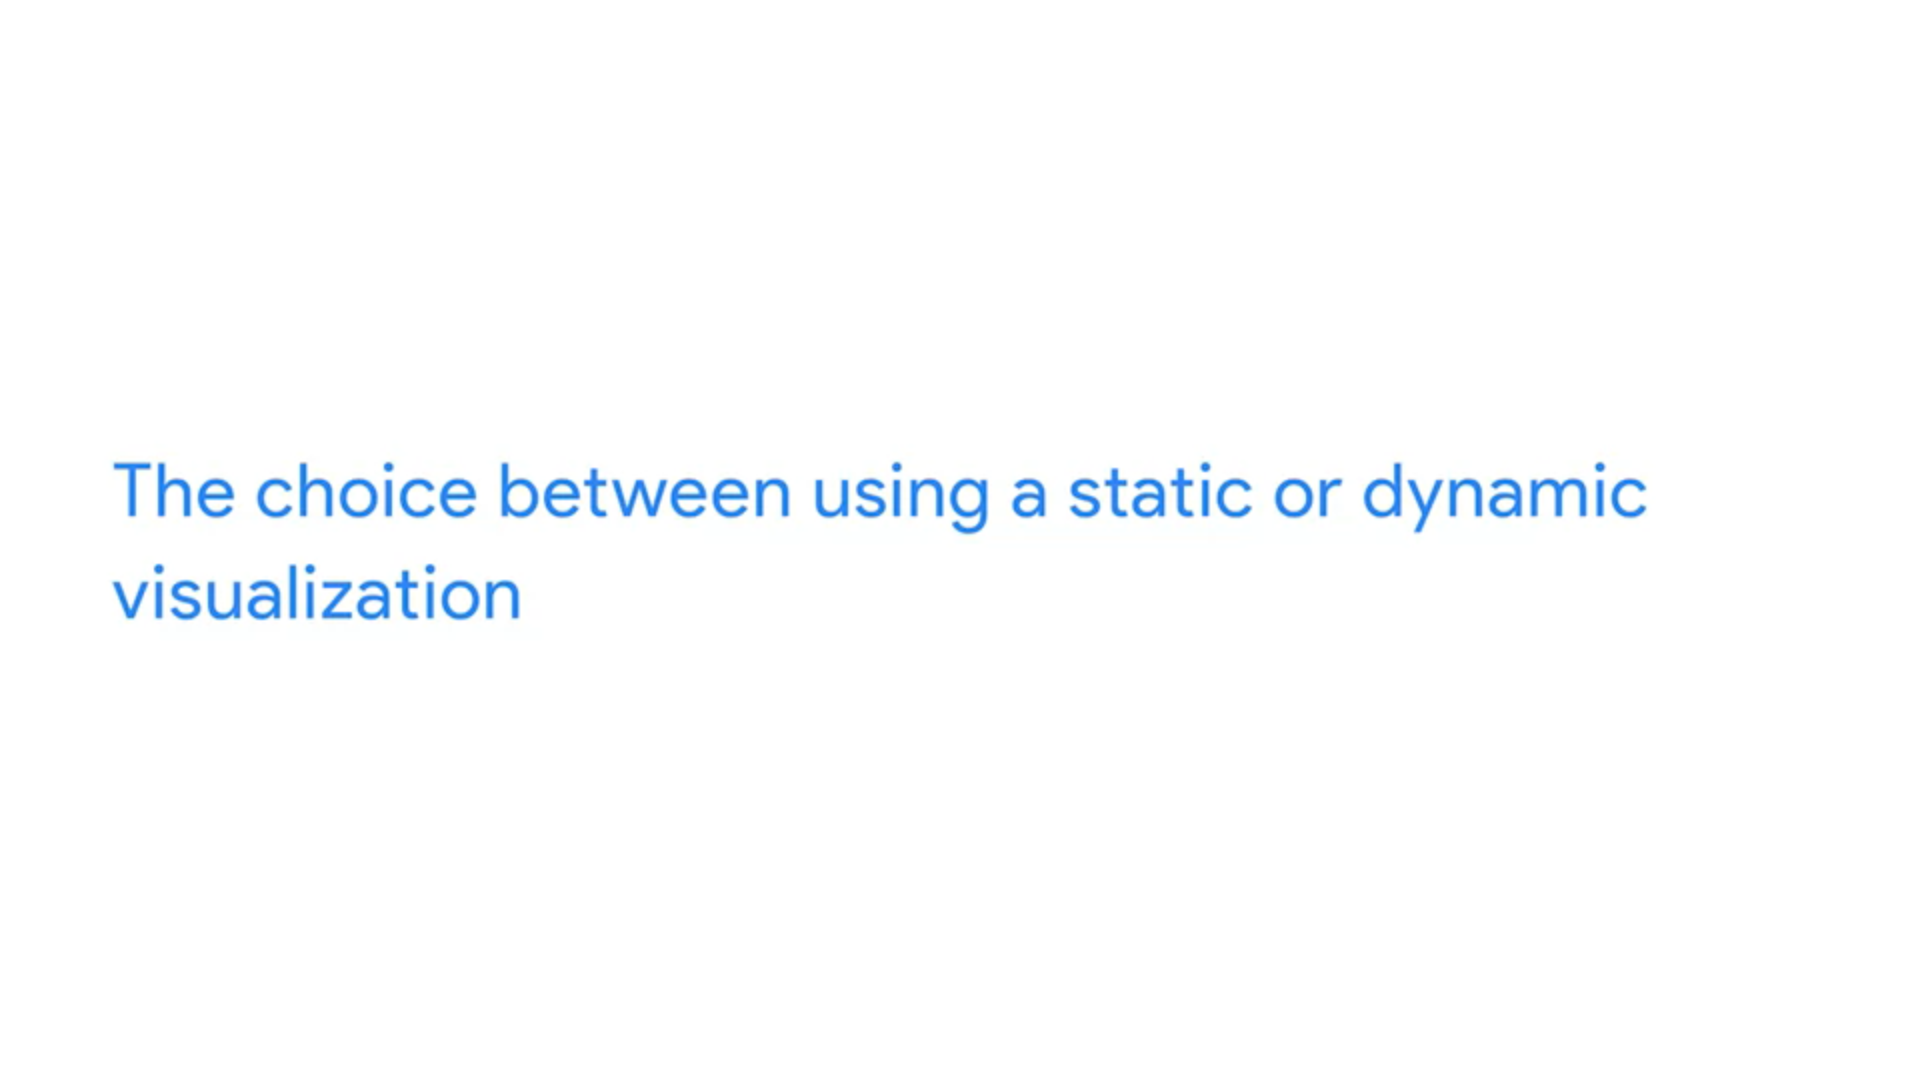 The choice between using a static or dynamic
visualization